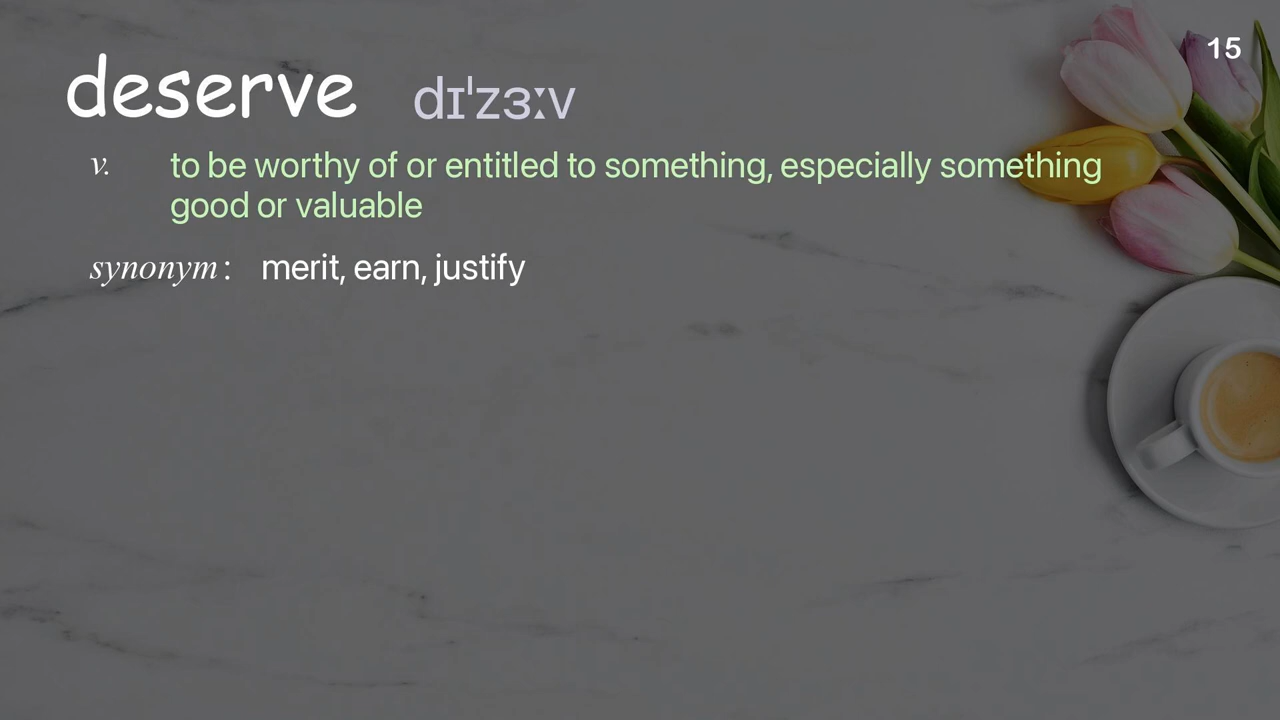 15
deserve dɪˈzɜːv
v. to be worthy of or entitled to something, especially something
good or valuable
synonym: merit, earn, justify